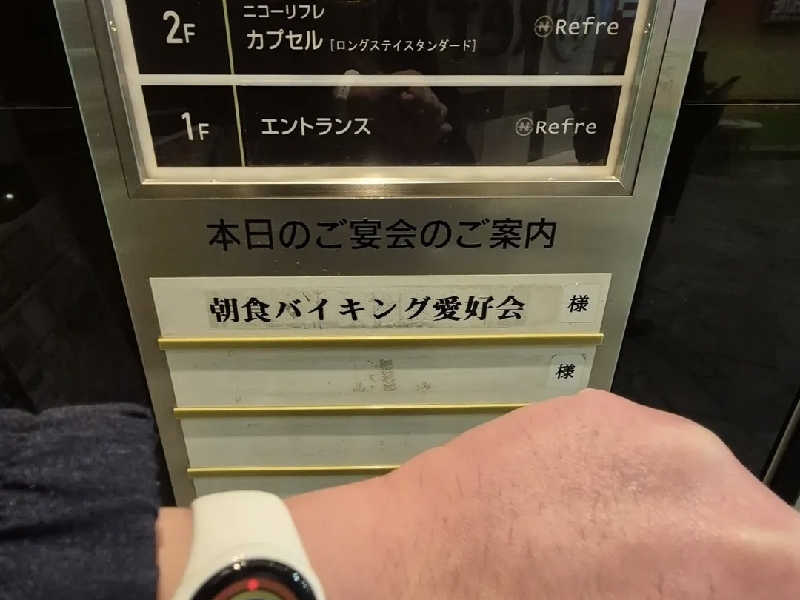 2F
ニコーリフレ
カプセル [ロングステイスタンダード]
Refre
1F
エントランス
Refre
本日のご宴会のご案内
朝食バイキング愛好会 様
様